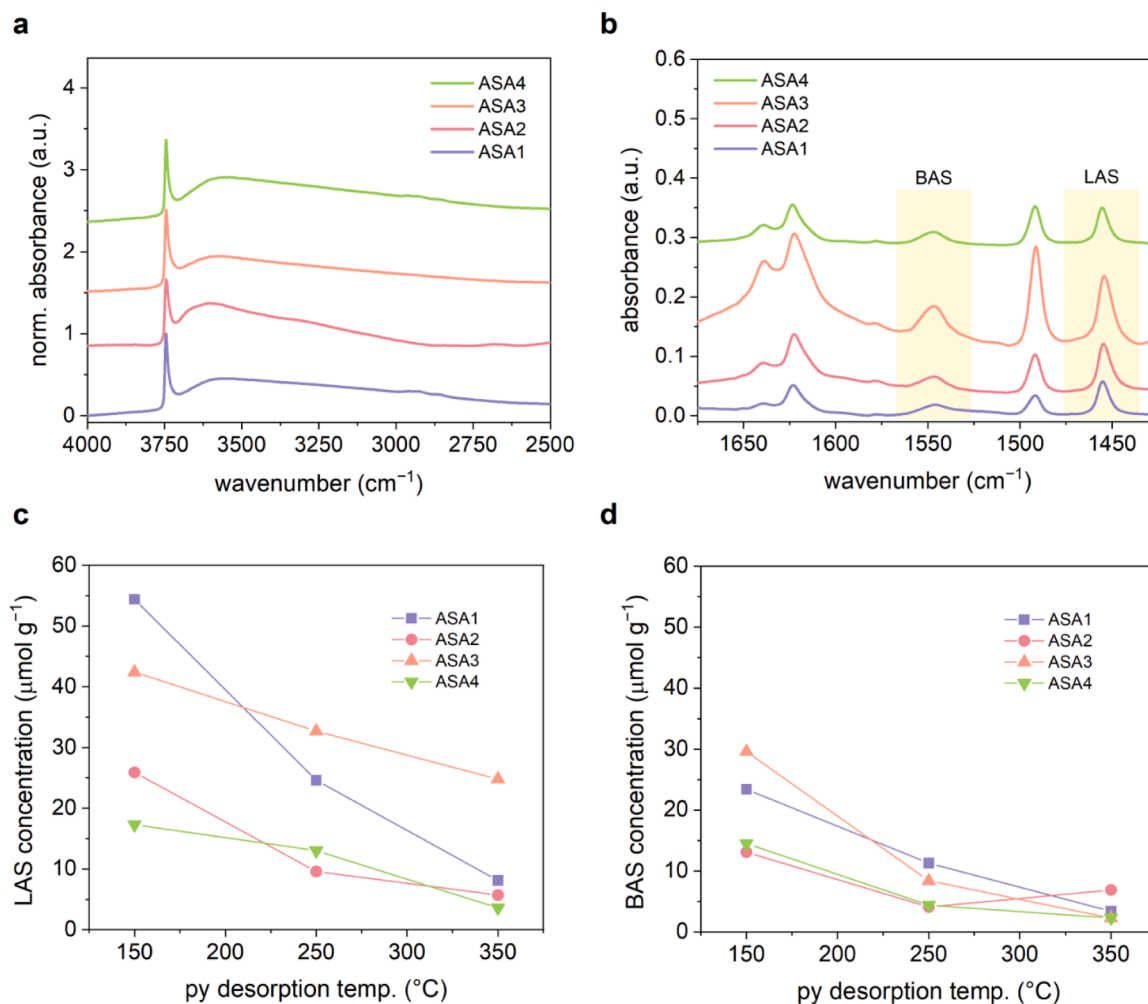 a
norm. absorbance (a.u.)
4
3
2
1
0
ASA4
ASA3
ASA2
ASA1
4000 3750 3500 3250 3000 2750 2500
wavenumber (cm⁻¹)
b
absorbance (a.u.)
0.6
0.5
0.4
0.3
0.2
0.1
0.0
ASA4
ASA3
ASA2
ASA1
BAS
LAS
1650 1600 1550 1500 1450
wavenumber (cm⁻¹)
c
LAS concentration (μmol g⁻¹)
60
50
40
30
20
10
0
ASA1
ASA2
ASA3
ASA4
150 200 250 300 350
py desorption temp. (°C)
d
BAS concentration (μmol g⁻¹)
60
50
40
30
20
10
0
ASA1
ASA2
ASA3
ASA4
150 200 250 300 350
py desorption temp. (°C)